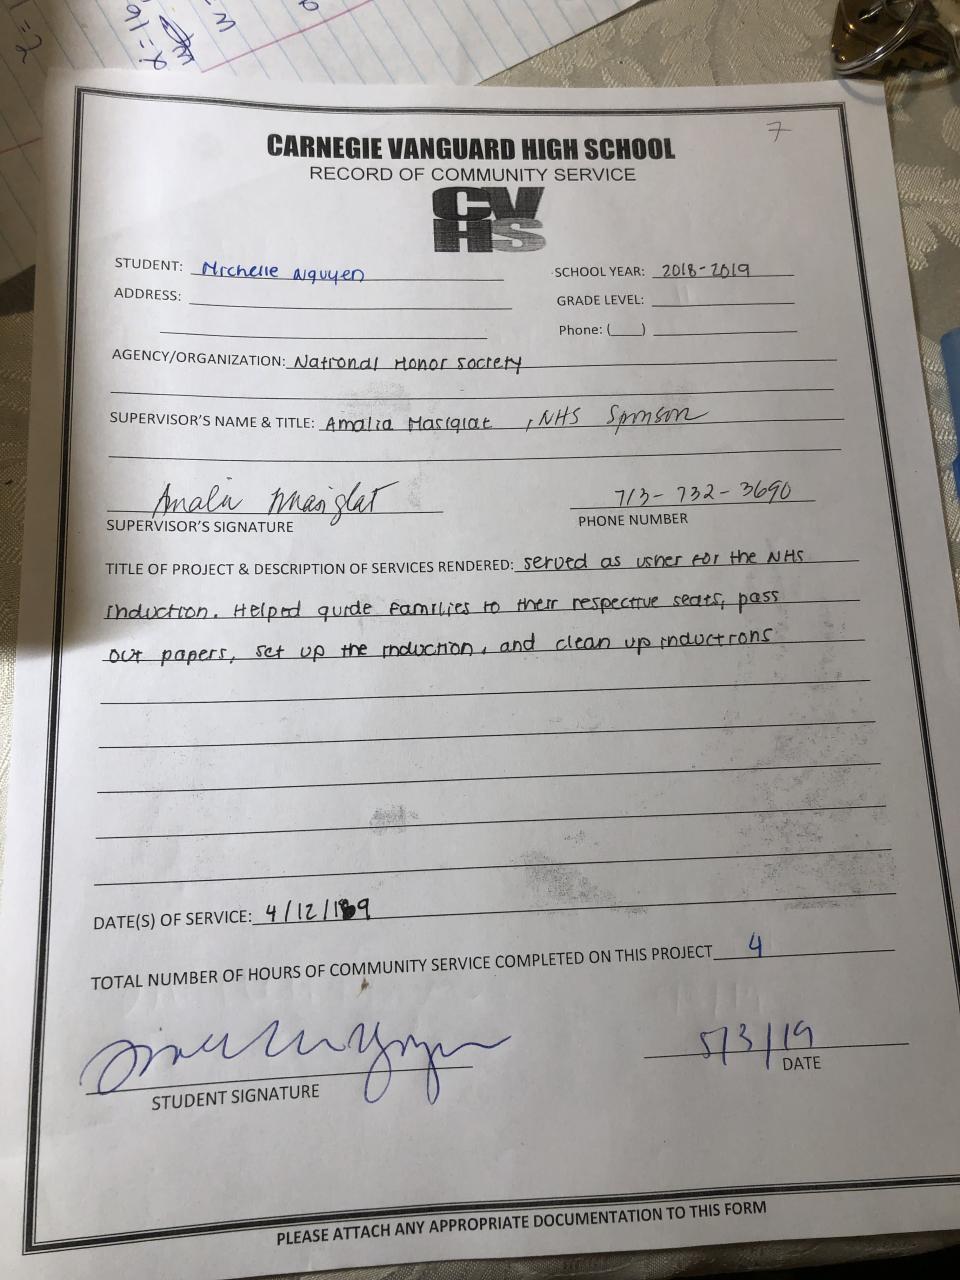 7
CARNEGIE VANGUARD HIGH SCHOOL
RECORD OF COMMUNITY SERVICE
CV
HS
STUDENT: Michelle Nguyen SCHOOL YEAR: 2018-2019
ADDRESS: GRADE LEVEL:
Phone: ( )
AGENCY/ORGANIZATION: National Honor Society
SUPERVISOR'S NAME & TITLE: Amalia Masiglat, NHS Sponsor
Amalia Masiglat 713-732-3690
SUPERVISOR'S SIGNATURE PHONE NUMBER
TITLE OF PROJECT & DESCRIPTION OF SERVICES RENDERED: served as usher for the NHS
induction. Helped guide families to their respective seats, pass
out papers, set up the induction, and clean up inductions
DATE(S) OF SERVICE: 4/12/19
TOTAL NUMBER OF HOURS OF COMMUNITY SERVICE COMPLETED ON THIS PROJECT 4
5/3/19
STUDENT SIGNATURE DATE
PLEASE ATTACH ANY APPROPRIATE DOCUMENTATION TO THIS FORM